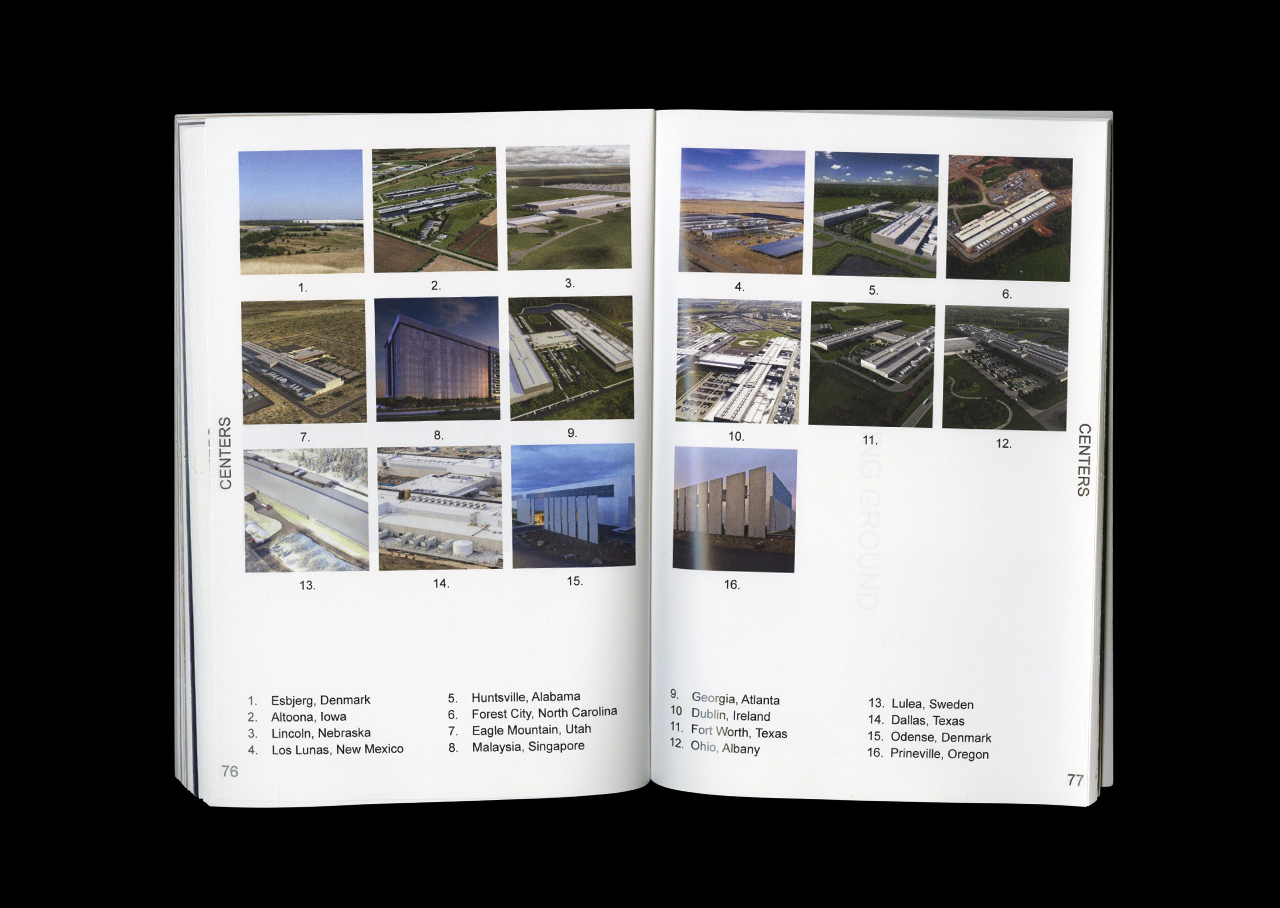 1.
2.
3.
7.
8.
9.
13.
14.
15.
CENTERS
1. Esbjerg, Denmark
2. Altoona, Iowa
3. Lincoln, Nebraska
4. Los Lunas, New Mexico
5. Huntsville, Alabama
6. Forest City, North Carolina
7. Eagle Mountain, Utah
8. Malaysia, Singapore
76
4.
5.
6.
10.
11.
12.
16.
CENTERS
NG GROUND
9. Georgia, Atlanta
10 Dublin, Ireland
11. Fort Worth, Texas
12. Ohio, Albany
13. Lulea, Sweden
14. Dallas, Texas
15. Odense, Denmark
16. Prineville, Oregon
77